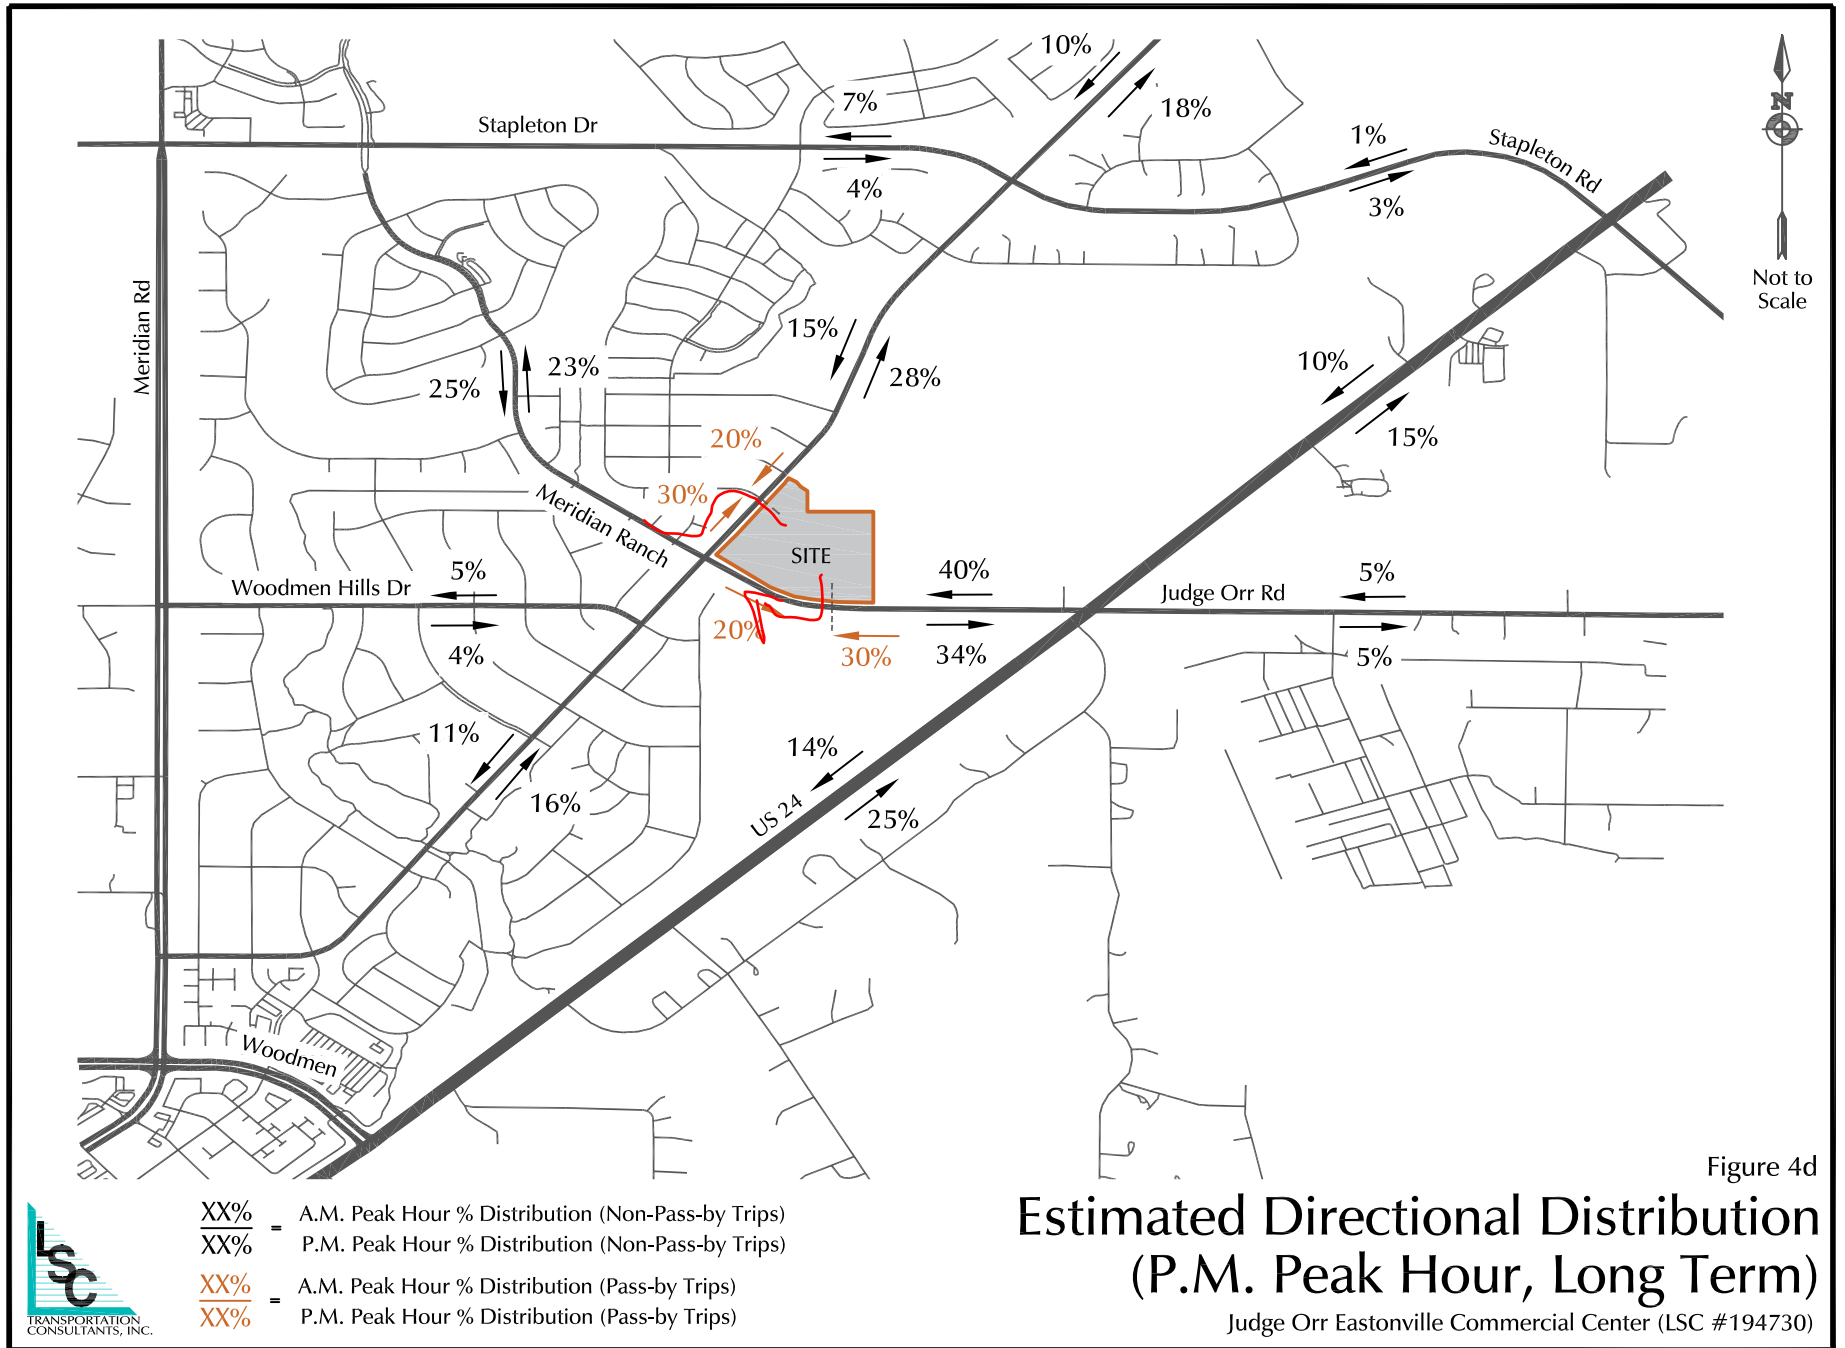 10%
7%
18%
Stapleton Dr
1%
Stapleton Rd
4%
3%
N
Not to
Scale
Meridian Rd
15%
23%
25%
28%
10%
15%
20%
30%
Meridian Ranch
SITE
5%
40%
5%
Woodmen Hills Dr
Judge Orr Rd
20%
4%
30%
34%
5%
11%
14%
16%
US 24
25%
Woodmen
Figure 4d
Estimated Directional Distribution
(P.M. Peak Hour, Long Term)
Judge Orr Eastonville Commercial Center (LSC #194730)
LSC
TRANSPORTATION
CONSULTANTS, INC.
XX% = A.M. Peak Hour % Distribution (Non-Pass-by Trips)
XX% P.M. Peak Hour % Distribution (Non-Pass-by Trips)
XX% = A.M. Peak Hour % Distribution (Pass-by Trips)
XX% P.M. Peak Hour % Distribution (Pass-by Trips)